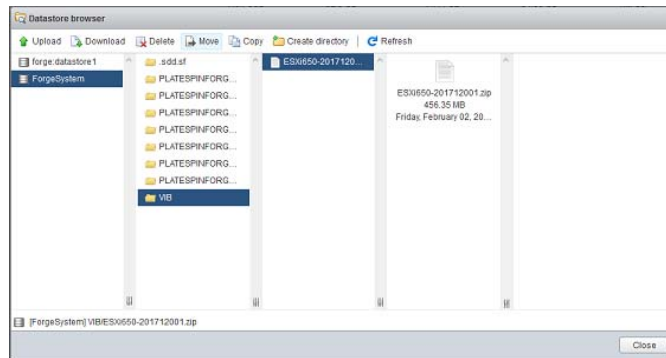 Datastore browser
Upload Download Delete Move Copy Create directory Refresh
forge:datastore1
ForgeSystem
.sdd.sf
PLATESPINFORG...
PLATESPINFORG...
PLATESPINFORG...
PLATESPINFORG...
PLATESPINFORG...
PLATESPINFORG...
PLATESPINFORG...
VIB
ESXi650-2017120...
ESXi650-201712001.zip
456.35 MB
Friday, February 02, 20...
[ForgeSystem] VIB/ESXi650-201712001.zip
Close